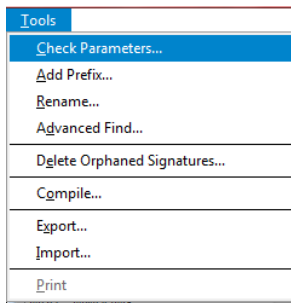 Tools
Check Parameters...
Add Prefix...
Rename...
Advanced Find...
Delete Orphaned Signatures...
Compile...
Export...
Import...
Print